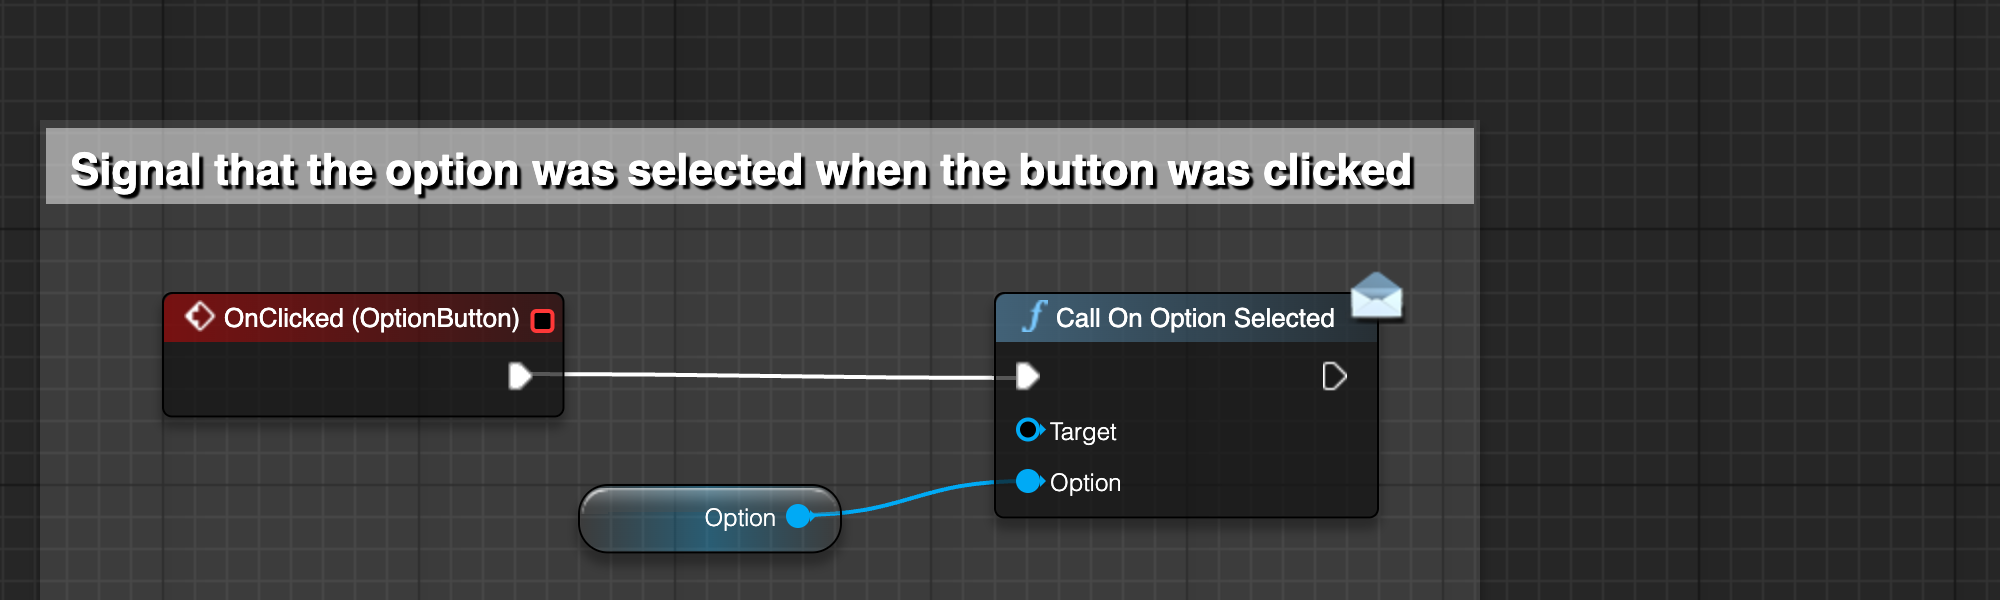 Signal that the option was selected when the button was clicked
OnClicked (OptionButton)
Call On Option Selected
Target
Option
Option